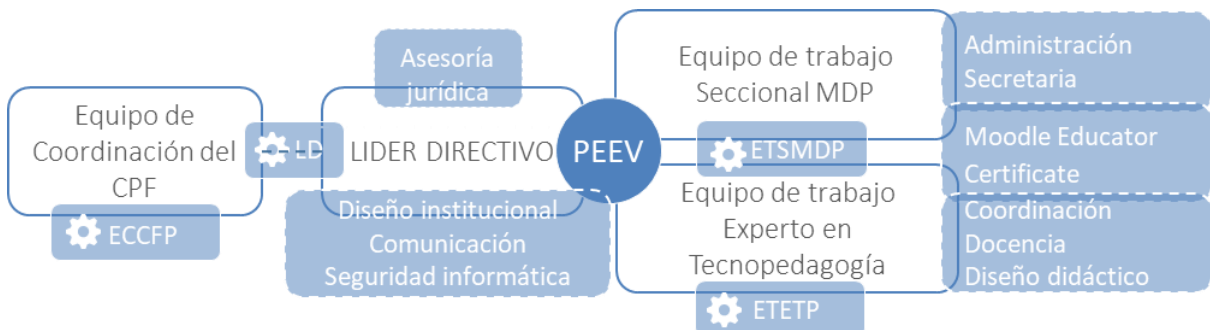 Equipo de
Coordinación del
CPF
ECCFP
LD
Asesoría
jurídica
LIDER DIRECTIVO
Diseño institucional
Comunicación
Seguridad informática
PEEV
Equipo de trabajo
Seccional MDP
ETSMDP
Equipo de trabajo
Experto en
Tecnopedagogía
ETETP
Administración
Secretaria
Moodle Educator
Certificate
Coordinación
Docencia
Diseño didáctico